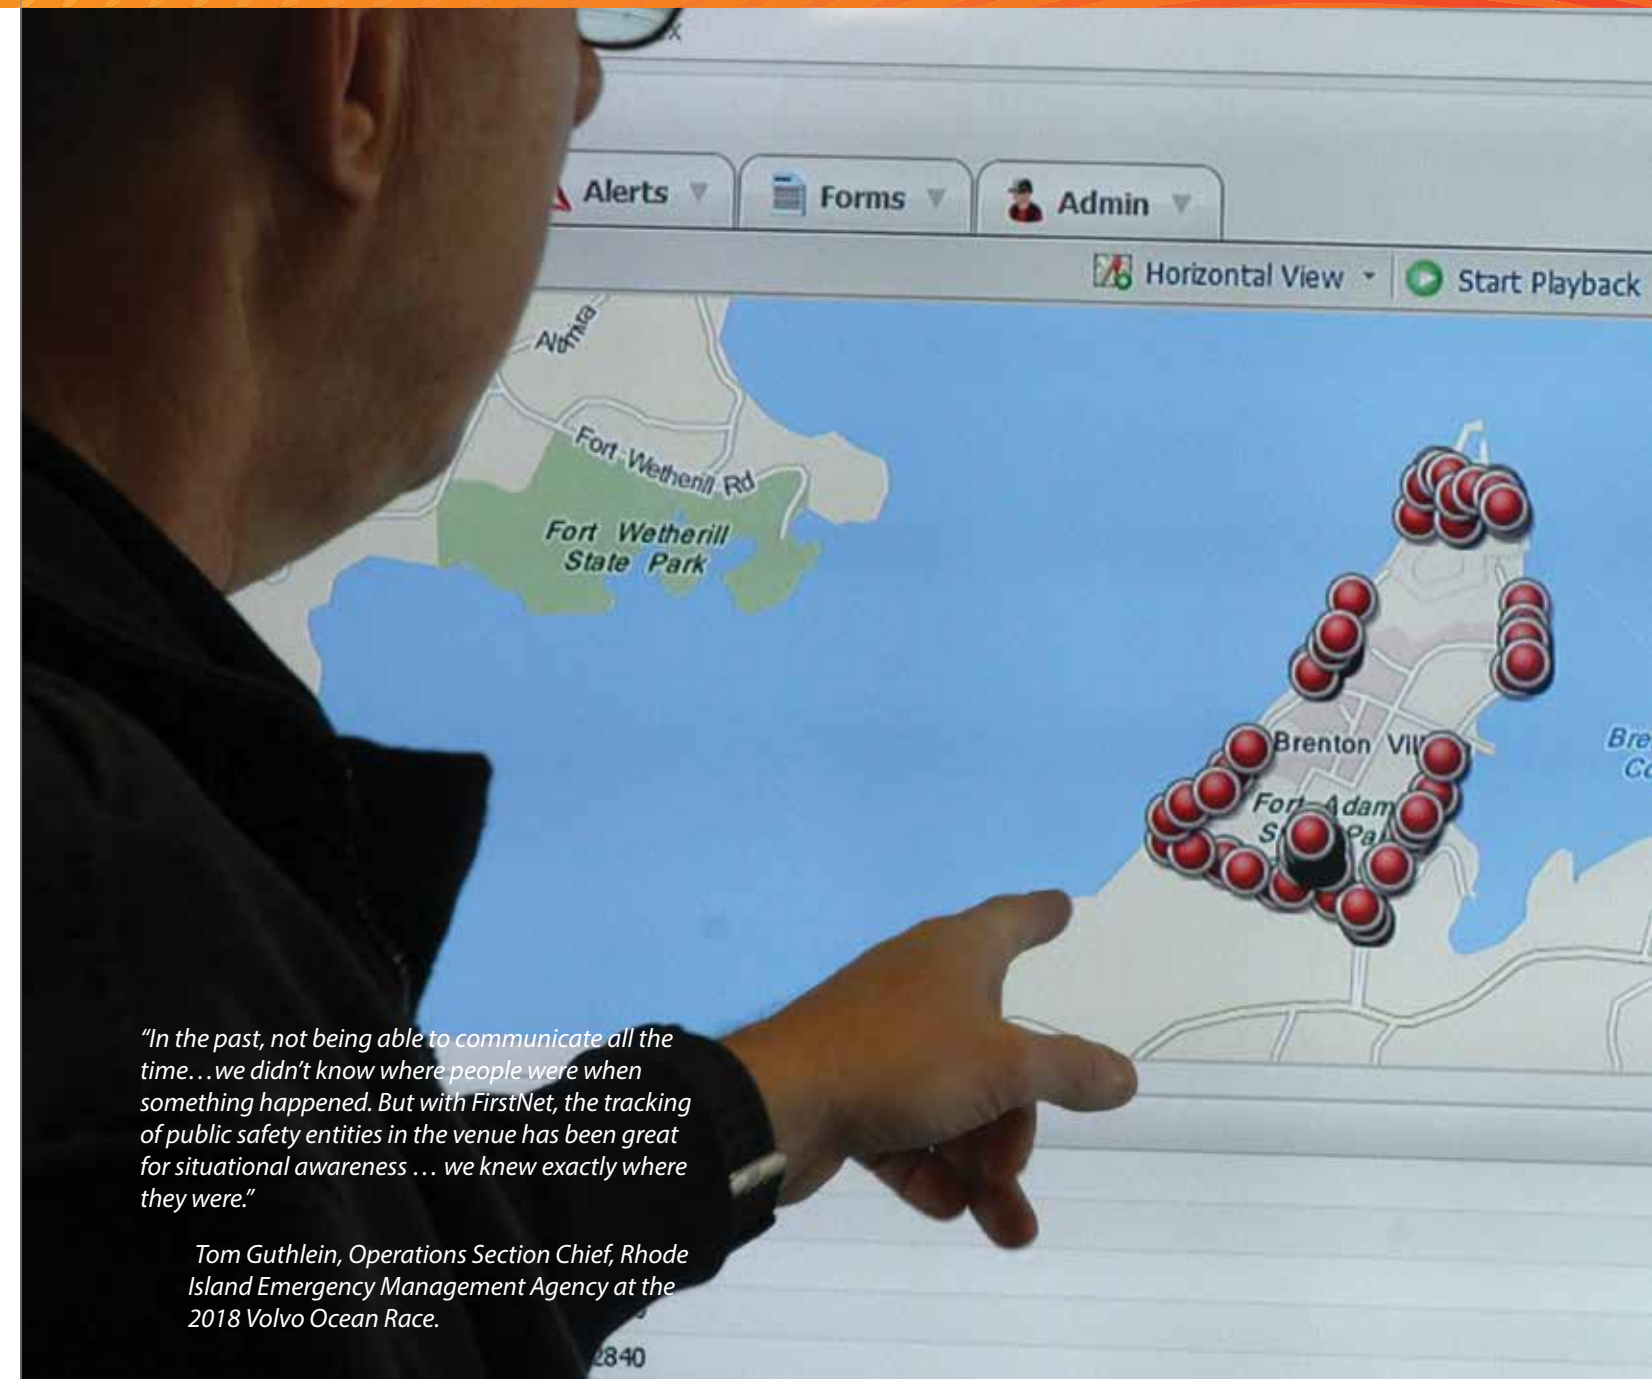 x
Alerts
Forms
Admin
Horizontal View
Start Playback
Fort Wetherill Rd
Fort Wetherill
State Park
Brenton
“In the past, not being able to communicate all the
time…we didn’t know where people were when
something happened. But with FirstNet, the tracking
of public safety entities in the venue has been great
for situational awareness … we knew exactly where
they were.”
Tom Guthlein, Operations Section Chief, Rhode
Island Emergency Management Agency at the
2018 Volvo Ocean Race.
2840